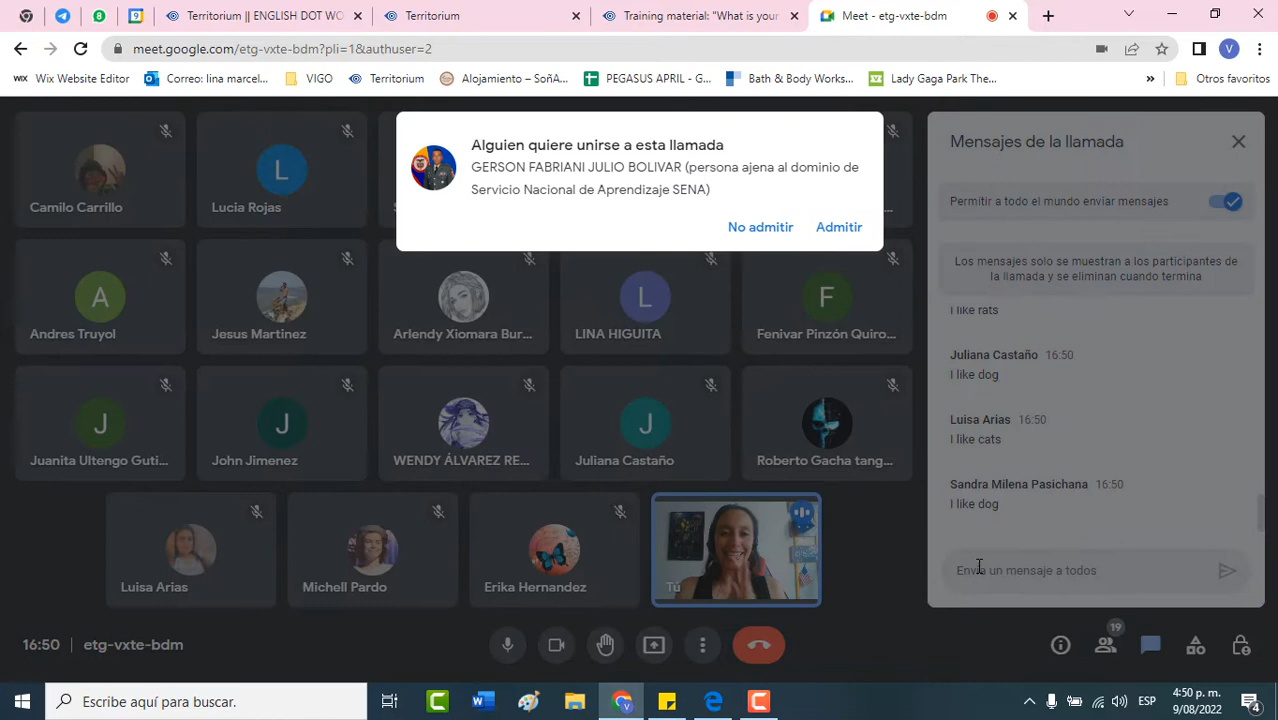 Territorium || ENGLISH DOT WO
Territorium
Training material: "What is your
Meet - etg-vxte-bdm
meet.google.com/etg-vxte-bdm?pli=1&authuser=2
V
Wix Website Editor
Correo: lina marcel...
VIGO
Territorium
Alojamiento – SoñA...
PEGASUS APRIL - G...
Bath & Body Works...
Lady Gaga Park The...
»
Otros favoritos
Alguien quiere unirse a esta llamada
GERSON FABRIANI JULIO BOLIVAR (persona ajena al dominio de
Servicio Nacional de Aprendizaje SENA)
No admitir
Admitir
Camilo Carrillo
L
Lucia Rojas
A
Andres Truyol
Jesus Martinez
Arlendy Xiomara Bur...
L
LINA HIGUITA
F
Fenivar Pinzón Quiro...
J
Juanita Ultengo Guti...
J
John Jimenez
WENDY ÁLVAREZ RE...
J
Juliana Castaño
Roberto Gacha tang...
Luisa Arias
Michell Pardo
Erika Hernandez
Tú
Mensajes de la llamada
Permitir a todo el mundo enviar mensajes
Los mensajes solo se muestran a los participantes de
la llamada y se eliminan cuando termina
I like rats
Juliana Castaño 16:50
I like dog
Luisa Arias 16:50
I like cats
Sandra Milena Pasichana 16:50
I like dog
Envía un mensaje a todos
16:50
etg-vxte-bdm
19
Escribe aquí para buscar.
ESP
4:50 p. m.
9/08/2022
4